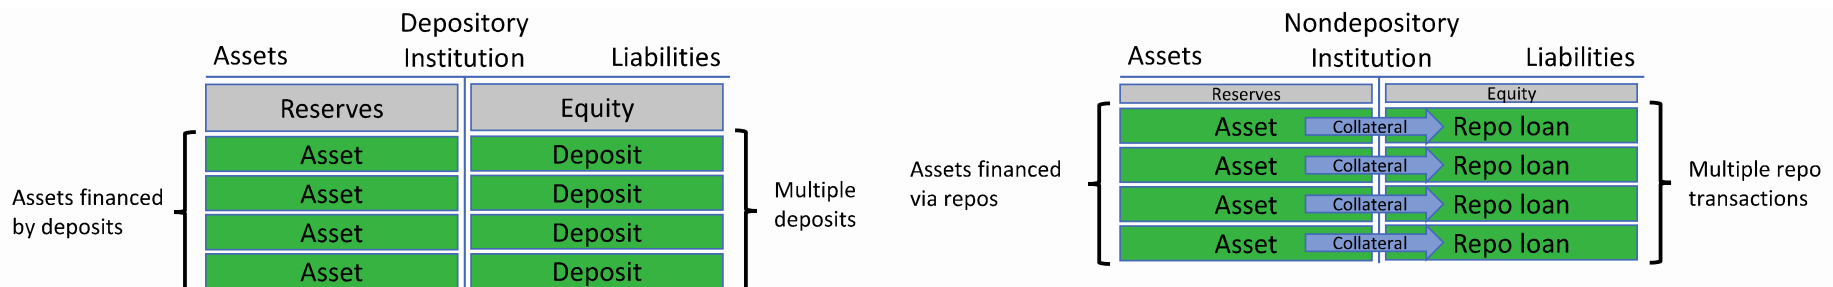 Depository
Assets Institution Liabilities
Reserves Equity
Asset Deposit
Asset Deposit
Asset Deposit
Asset Deposit
Assets financed
by deposits
Multiple
deposits
Nondepository
Assets Institution Liabilities
Reserves Equity
Asset Collateral Repo loan
Asset Collateral Repo loan
Asset Collateral Repo loan
Asset Collateral Repo loan
Assets financed
via repos
Multiple repo
transactions